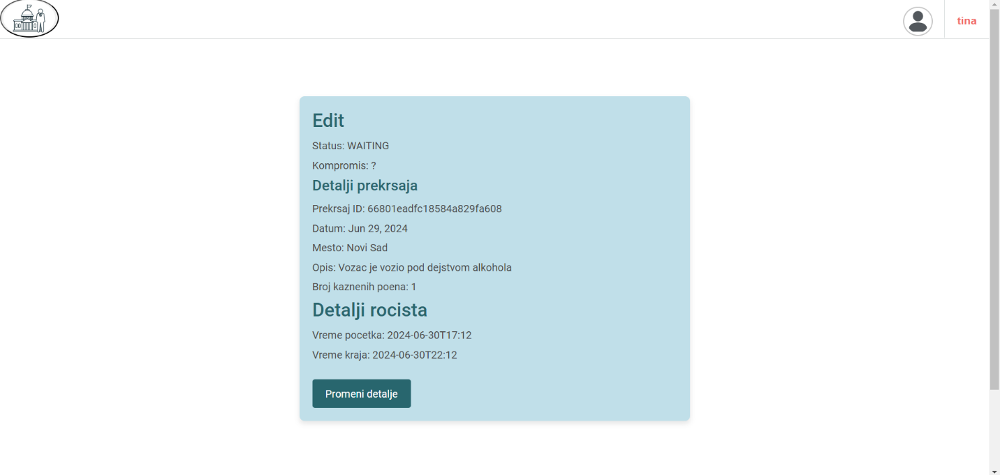 tina
Edit
Status: WAITING
Kompromis: ?
Detalji prekrsaja
Prekrsaj ID: 66801eadfc18584a829fa608
Datum: Jun 29, 2024
Mesto: Novi Sad
Opis: Vozac je vozio pod dejstvom alkohola
Broj kaznenih poena: 1
Detalji rocista
Vreme pocetka: 2024-06-30T17:12
Vreme kraja: 2024-06-30T22:12
Promeni detalje